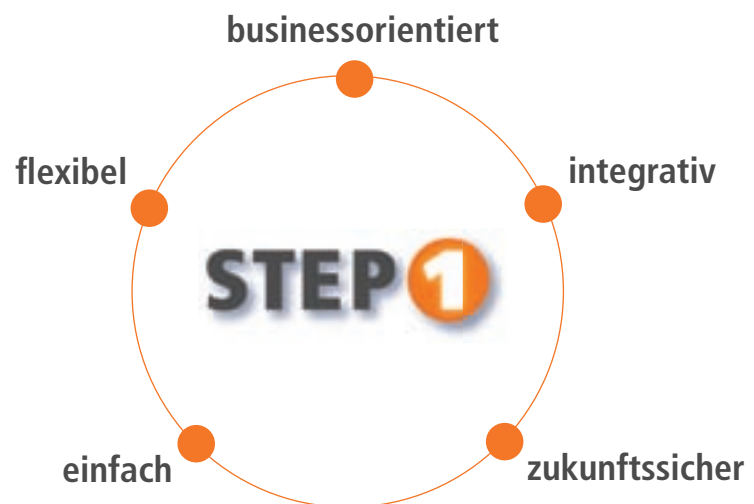 businessorientiert
flexibel
integrativ
STEP1
einfach
zukunftssicher